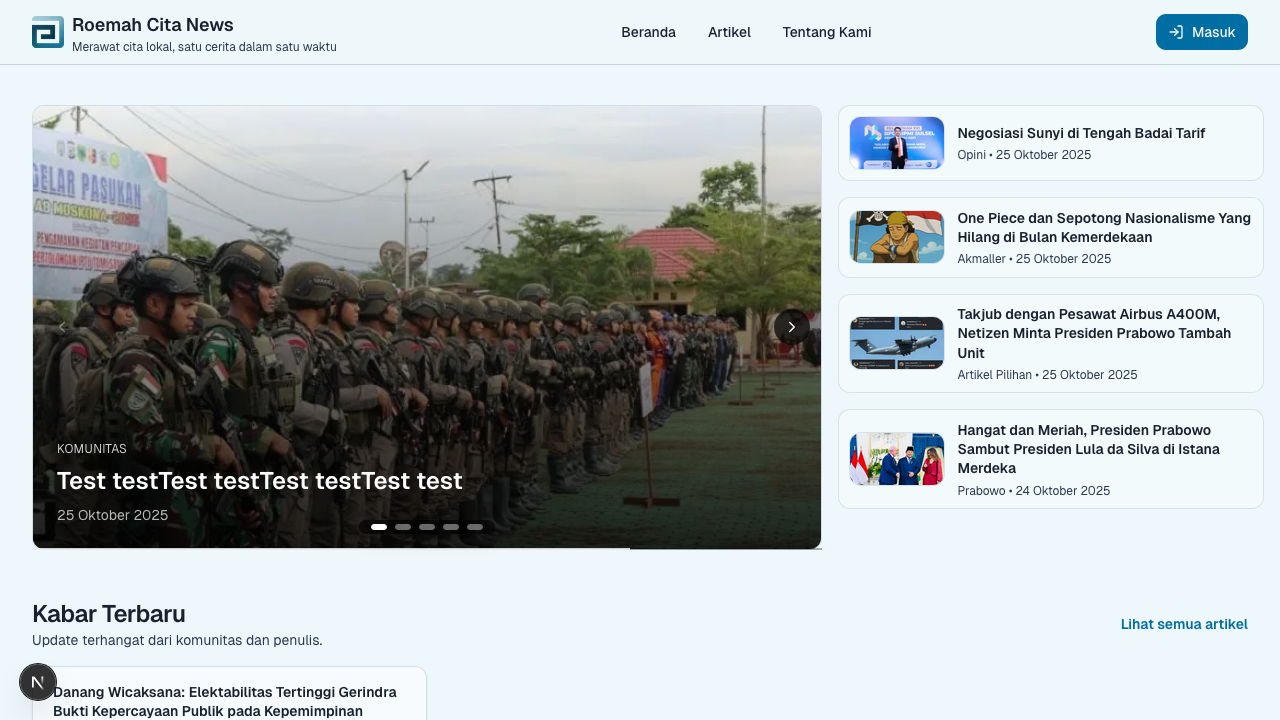 Roemah Cita News
Merawat cita lokal, satu cerita dalam satu waktu
Beranda
Artikel
Tentang Kami
Masuk
GELAR PASUKAN
AB MOSKONA-2025
PENGAMANAN KEGIATAN PENCARIAN
KOMUNITAS
Test testTest testTest testTest test
25 Oktober 2025
Negosiasi Sunyi di Tengah Badai Tarif
Opini • 25 Oktober 2025
One Piece dan Sepotong Nasionalisme Yang
Hilang di Bulan Kemerdekaan
Akmaller • 25 Oktober 2025
Takjub dengan Pesawat Airbus A400M,
Netizen Minta Presiden Prabowo Tambah
Unit
Artikel Pilihan • 25 Oktober 2025
Hangat dan Meriah, Presiden Prabowo
Sambut Presiden Lula da Silva di Istana
Merdeka
Prabowo • 24 Oktober 2025
Kabar Terbaru
Update terhangat dari komunitas dan penulis.
Lihat semua artikel
N
Danang Wicaksana: Elektabilitas Tertinggi Gerindra
Bukti Kepercayaan Publik pada Kepemimpinan